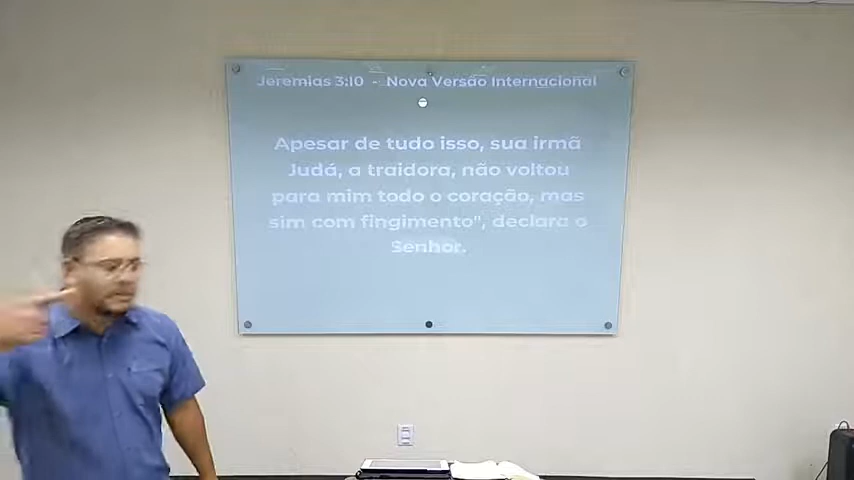 Jeremias 3:10 - Nova Versão Internacional
Apesar de tudo isso, sua irmã
Judá, a traidora, não voltou
para mim todo o coração, mas
sim com fingimento", declara o
Senhor.